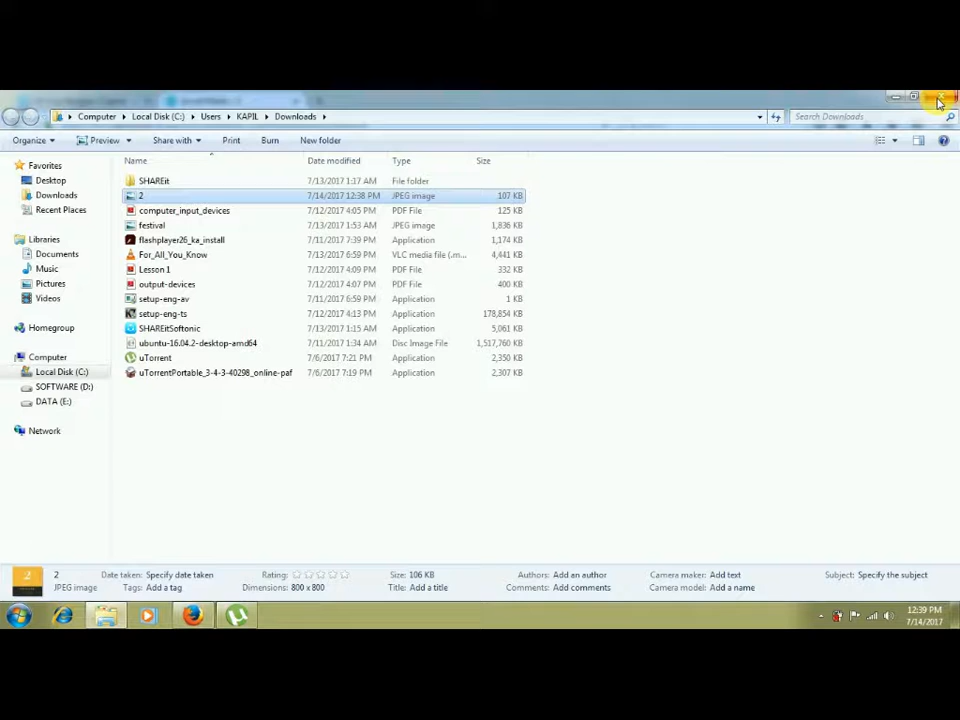 Computer Local Disk (C:) Users KAPIL Downloads Search Downloads
Organize Preview Share with Print Burn New folder
Name Date modified Type Size
Favorites
Desktop
Downloads
Recent Places
Libraries
Documents
Music
Pictures
Videos
Homegroup
Computer
Local Disk (C:)
SOFTWARE (D:)
DATA (E:)
Network
SHAREit 7/13/2017 1:17 AM File folder
2 7/14/2017 12:38 PM JPEG image 107 KB
computer_input_devices 7/12/2017 4:05 PM PDF File 125 KB
festival 7/13/2017 1:53 AM JPEG image 1,836 KB
flashplayer26_ka_install 7/11/2017 7:39 PM Application 1,174 KB
For_All_You_Know 7/13/2017 6:59 PM VLC media file (.m... 4,441 KB
Lesson 1 7/12/2017 4:09 PM PDF File 332 KB
output-devices 7/12/2017 4:07 PM PDF File 400 KB
setup-eng-av 7/11/2017 6:59 PM Application 1 KB
setup-eng-ts 7/12/2017 4:13 PM Application 178,854 KB
SHAREitSoftonic 7/13/2017 1:15 AM Application 5,061 KB
ubuntu-16.04.2-desktop-amd64 7/11/2017 1:34 AM Disc Image File 1,517,760 KB
uTorrent 7/6/2017 7:21 PM Application 2,350 KB
uTorrentPortable_3-4-3-40298_online-paf 7/6/2017 7:19 PM Application 2,307 KB
2 Date taken: Specify date taken Rating: Size: 106 KB Authors: Add an author Camera maker: Add text Subject: Specify the subject
JPEG image Tags: Add a tag Dimensions: 800 x 800 Title: Add a title Comments: Add comments Camera model: Add a name
2
12:39 PM
7/14/2017